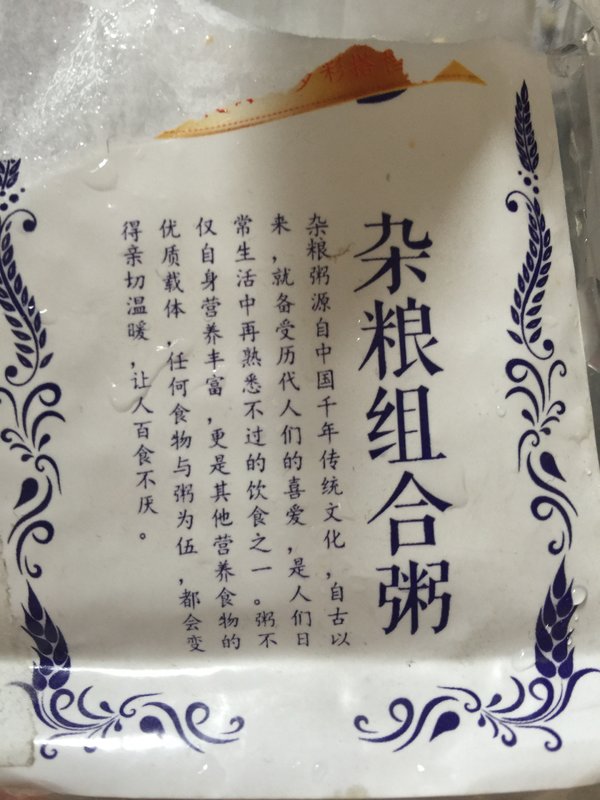 彩搭
杂粮组合粥
杂粮粥源自中国千年传统文化,自古以
来,就备受历代人们的喜爱,是人们日
常生活中再熟悉不过的饮食之一。粥不
仅自身营养丰富,更是其他营养食物的
优质载体,任何食物与粥为伍,都会变
得亲切温暖,让人百食不厌。